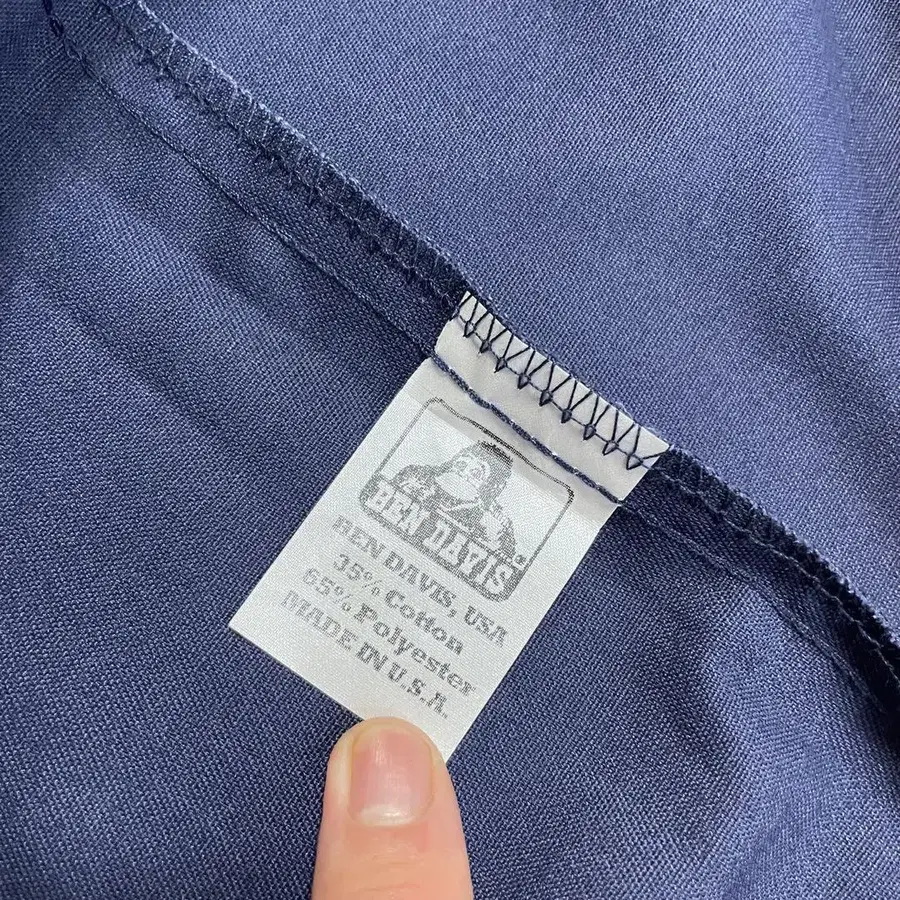 BEN DAVIS
BEN DAVIS, USA
35% Cotton
65% Polyester
MADE IN U.S.A.